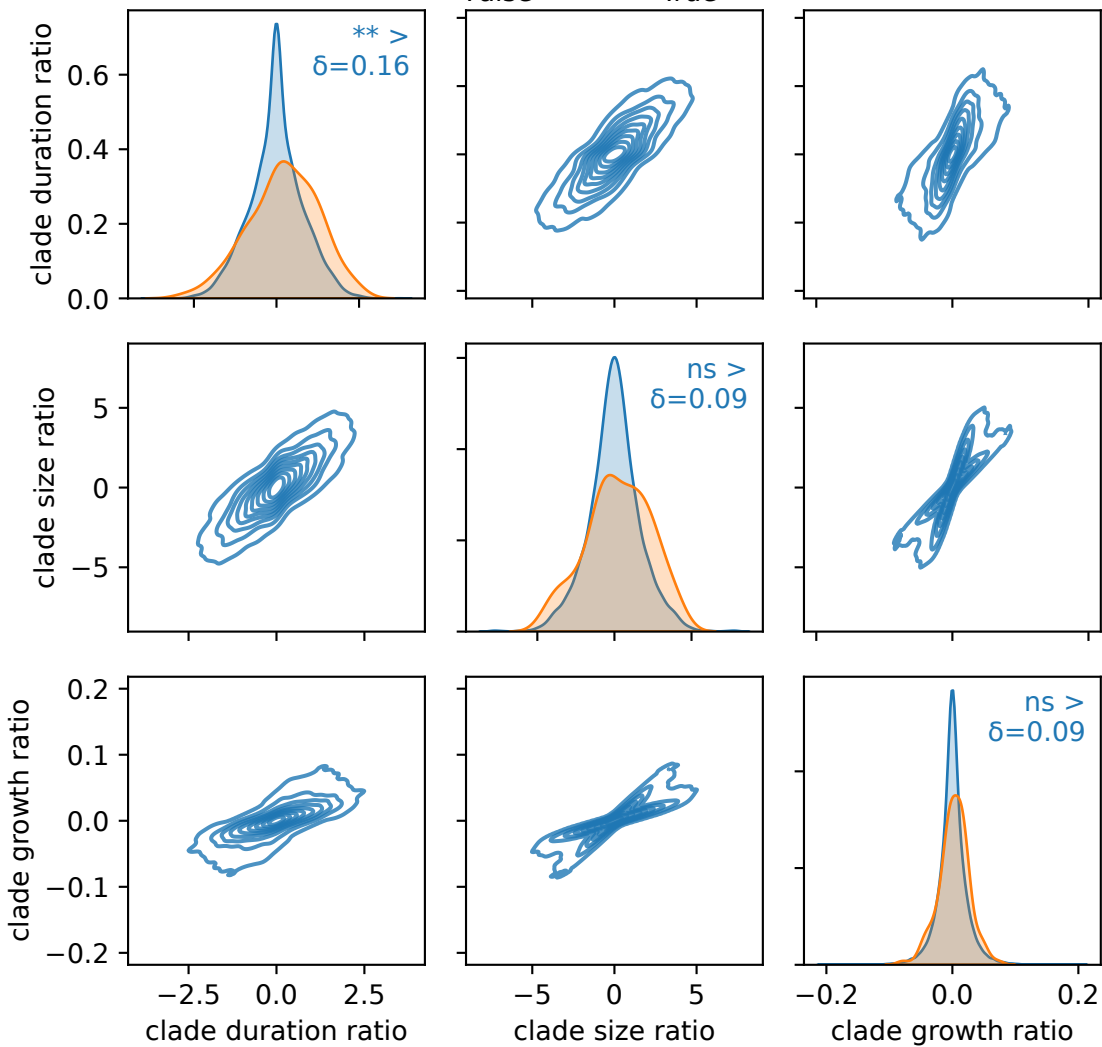 clade duration ratio
0.6
0.4
0.2
0.0
** >
δ=0.16
clade size ratio
5
0
−5
ns >
δ=0.09
clade growth ratio
0.2
0.1
0.0
−0.1
−0.2
ns >
δ=0.09
−2.5 0.0 2.5
−5 0 5
−0.2 0.0 0.2
clade duration ratio
clade size ratio
clade growth ratio